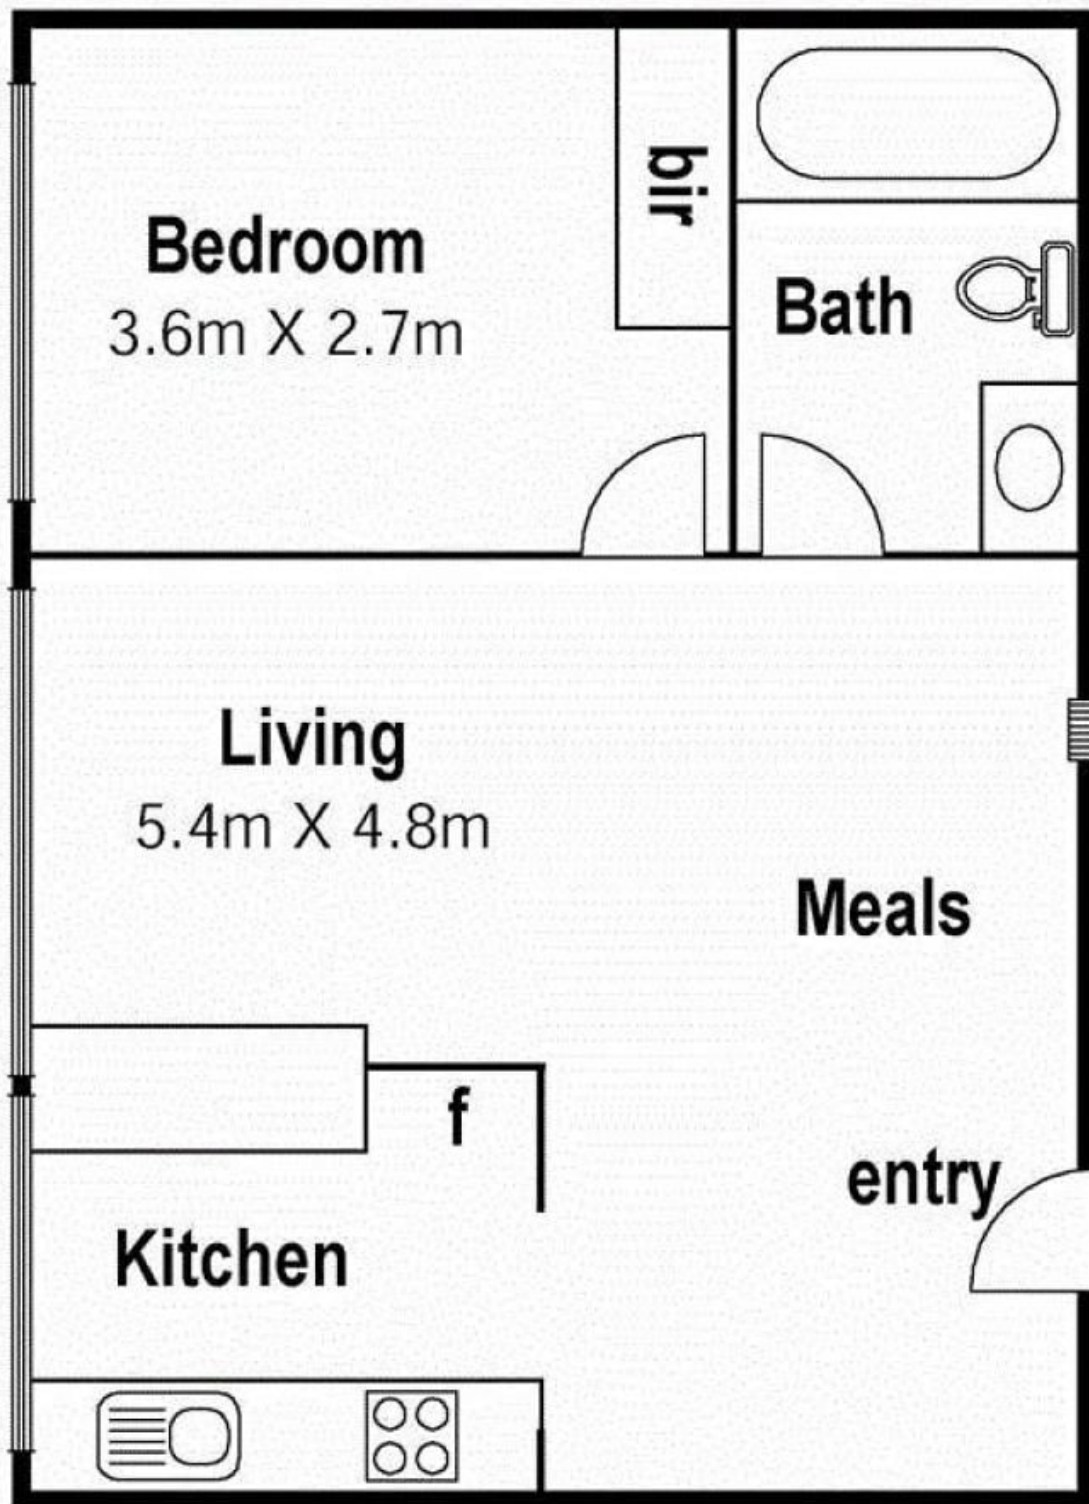 bir
Bedroom
3.6m X 2.7m
Bath
Living
5.4m X 4.8m
Meals
f
entry
Kitchen